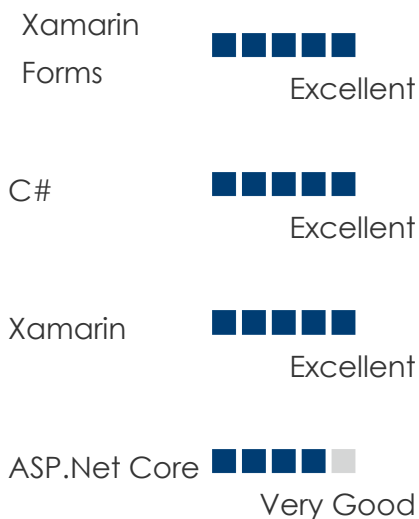 Xamarin
Forms
Excellent
C#
Excellent
Xamarin
Excellent
ASP.Net Core
Very Good